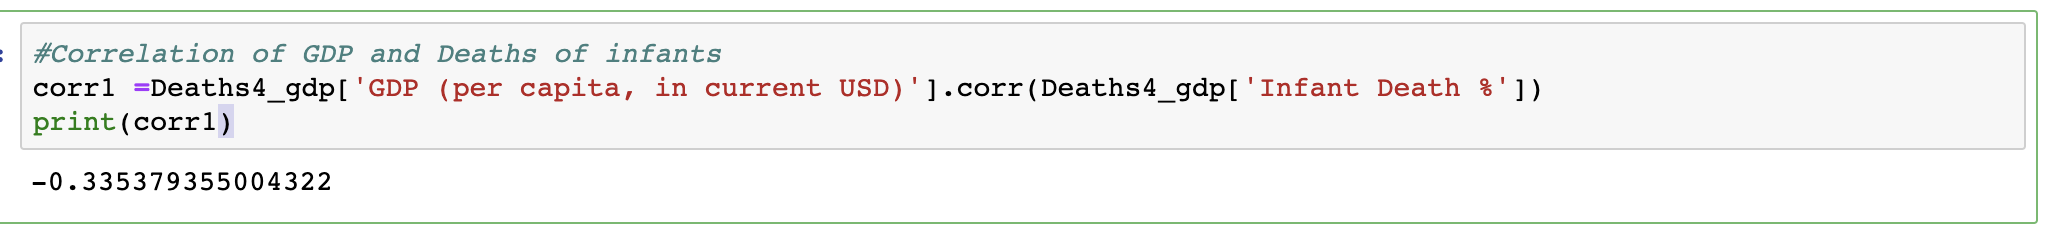 :
#Correlation of GDP and Deaths of infants
corr1 =Deaths4_gdp['GDP (per capita, in current USD)'].corr(Deaths4_gdp['Infant Death %'])
print(corr1)
-0.335379355004322